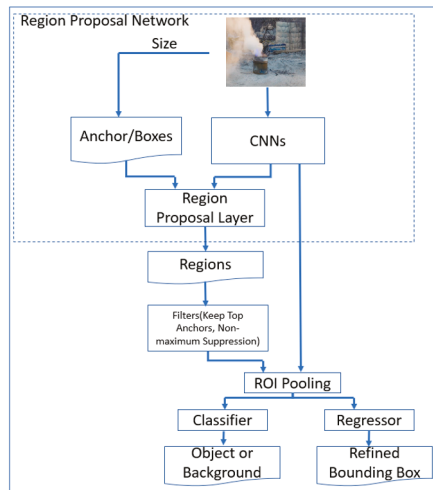 Region Proposal Network
Size
Anchor/Boxes
CNNs
Region
Proposal Layer
Regions
Filters(Keep Top
Anchors, Non-
maximum Suppression)
ROI Pooling
Classifier
Regressor
Object or
Background
Refined
Bounding Box